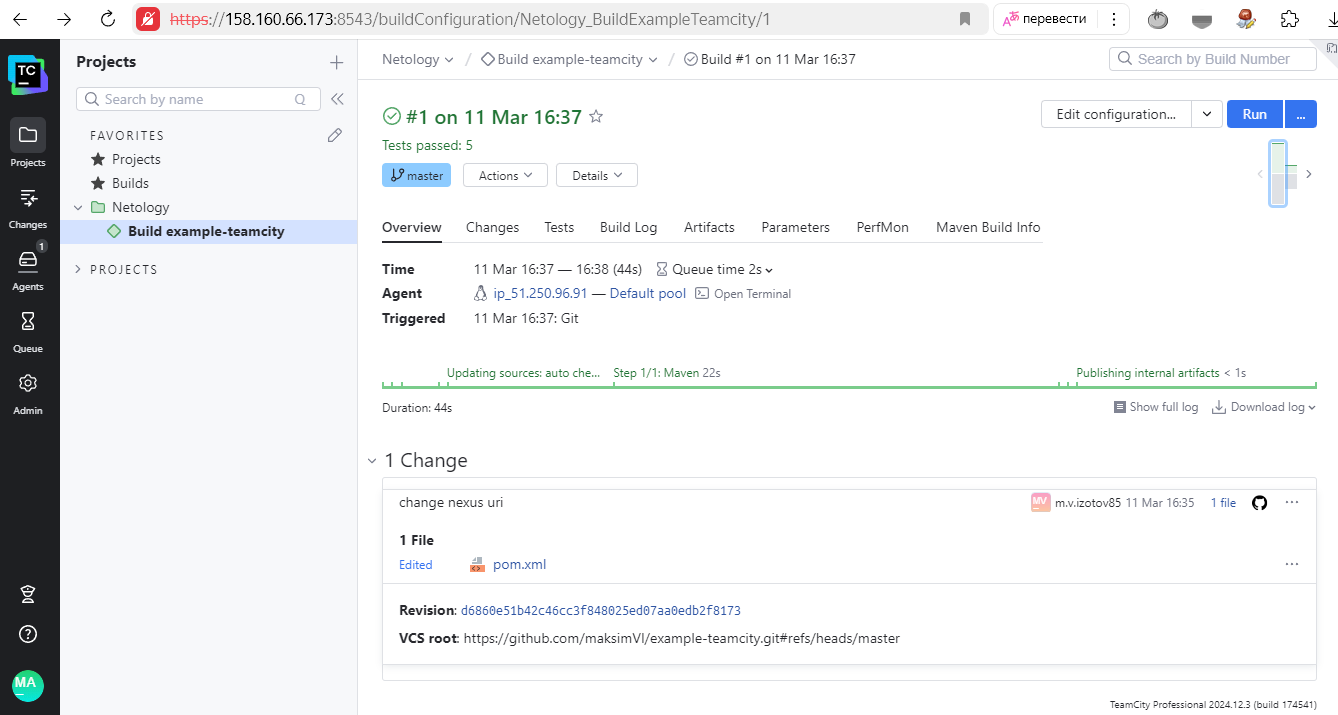 https://158.160.66.173:8543/buildConfiguration/Netology_BuildExampleTeamcity/1
перевести
TC
Projects
Changes
1
Agents
Queue
Admin
MA
Projects
Search by name
Q
FAVORITES
Projects
Builds
Netology
Build example-teamcity
PROJECTS
Netology / Build example-teamcity / Build #1 on 11 Mar 16:37
Search by Build Number
#1 on 11 Mar 16:37
Edit configuration...
Run
...
Tests passed: 5
master
Actions
Details
Overview Changes Tests Build Log Artifacts Parameters PerfMon Maven Build Info
Time 11 Mar 16:37 — 16:38 (44s) Queue time 2s
Agent ip_51.250.96.91 — Default pool Open Terminal
Triggered 11 Mar 16:37: Git
Updating sources: auto che... Step 1/1: Maven 22s Publishing internal artifacts < 1s
Duration: 44s Show full log Download log
1 Change
change nexus uri MV m.v.izotov85 11 Mar 16:35 1 file ...
1 File
Edited pom.xml ...
Revision: d6860e51b42c46cc3f848025ed07aa0edb2f8173
VCS root: https://github.com/maksimVI/example-teamcity.git#refs/heads/master
TeamCity Professional 2024.12.3 (build 174541)